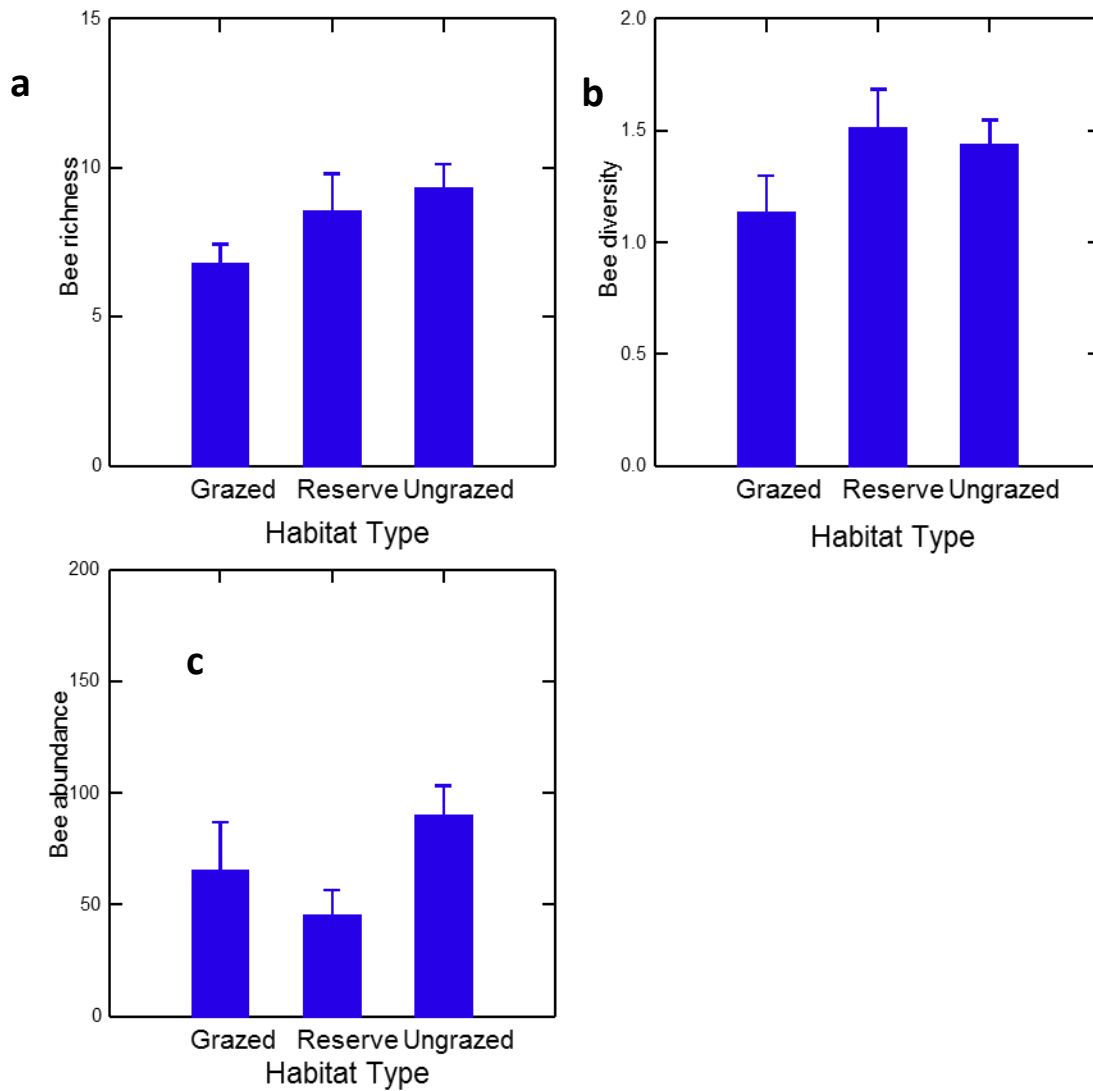 a
Bee richness
15
10
5
0
Grazed Reserve Ungrazed
Habitat Type
b
Bee diversity
2.0
1.5
1.0
0.5
0.0
Grazed Reserve Ungrazed
Habitat Type
c
Bee abundance
200
150
100
50
0
Grazed Reserve Ungrazed
Habitat Type